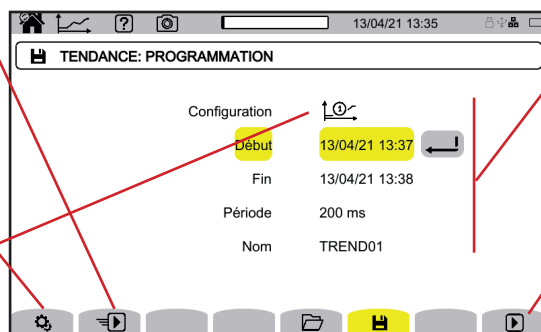 13/04/21 13:35
TENDANCE: PROGRAMMATION
Configuration 1
Début 13/04/21 13:37
Fin 13/04/21 13:38
Période 200 ms
Nom TREND01